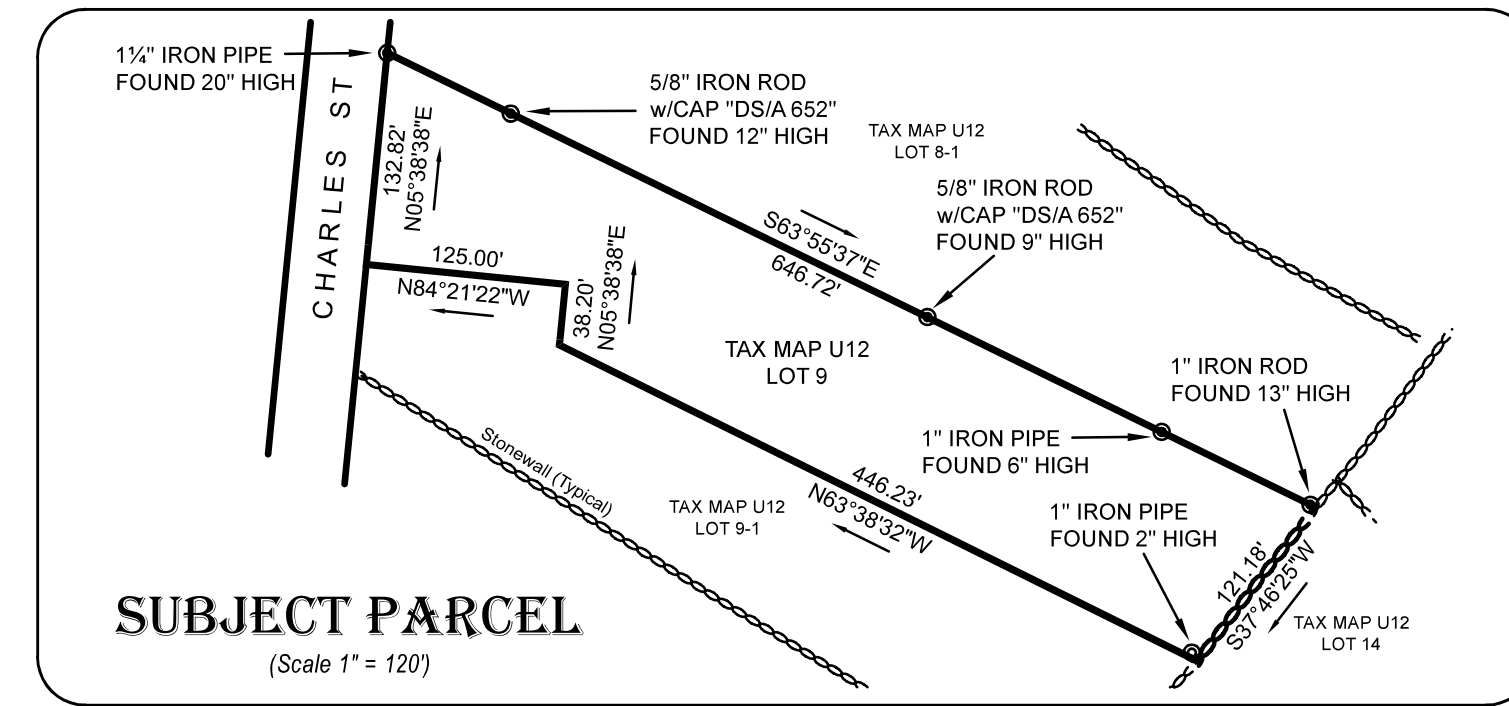 1¼" IRON PIPE
FOUND 20" HIGH
CHARLES ST
132.82'
N05°38'38"E
5/8" IRON ROD
w/CAP "DS/A 652"
FOUND 12" HIGH
TAX MAP U12
LOT 8-1
5/8" IRON ROD
w/CAP "DS/A 652"
FOUND 9" HIGH
S63°55'37"E
646.72'
125.00'
N84°21'22"W
38.20'
N05°38'38"E
TAX MAP U12
LOT 9
1" IRON ROD
FOUND 13" HIGH
1" IRON PIPE
FOUND 6" HIGH
Stonewall (Typical)
446.23'
N63°38'32"W
TAX MAP U12
LOT 9-1
1" IRON PIPE
FOUND 2" HIGH
121.18'
S37°46'25"W
TAX MAP U12
LOT 14
SUBJECT PARCEL
(Scale 1" = 120')